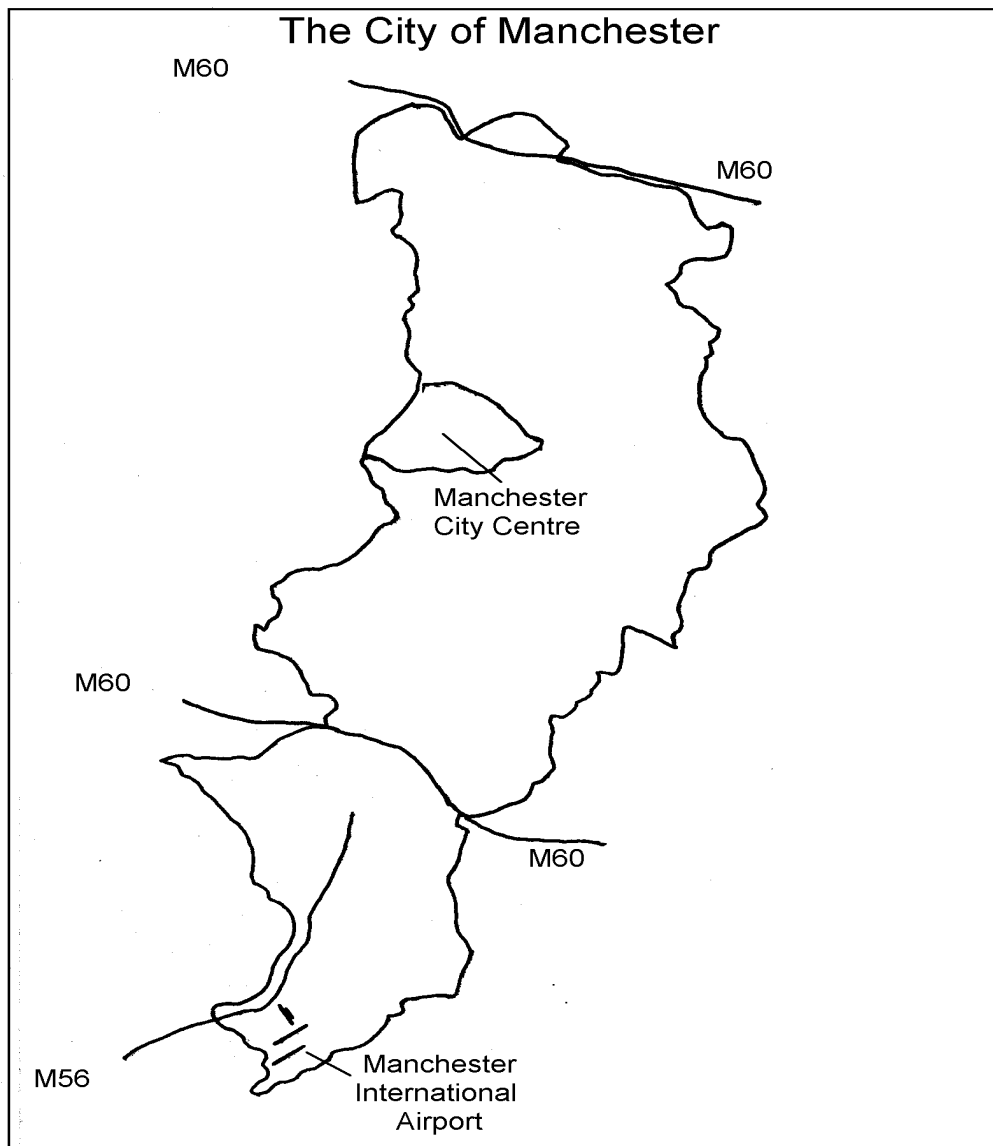 The City of Manchester
M60
M60
Manchester
City Centre
M60
M60
Manchester
International
Airport
M56